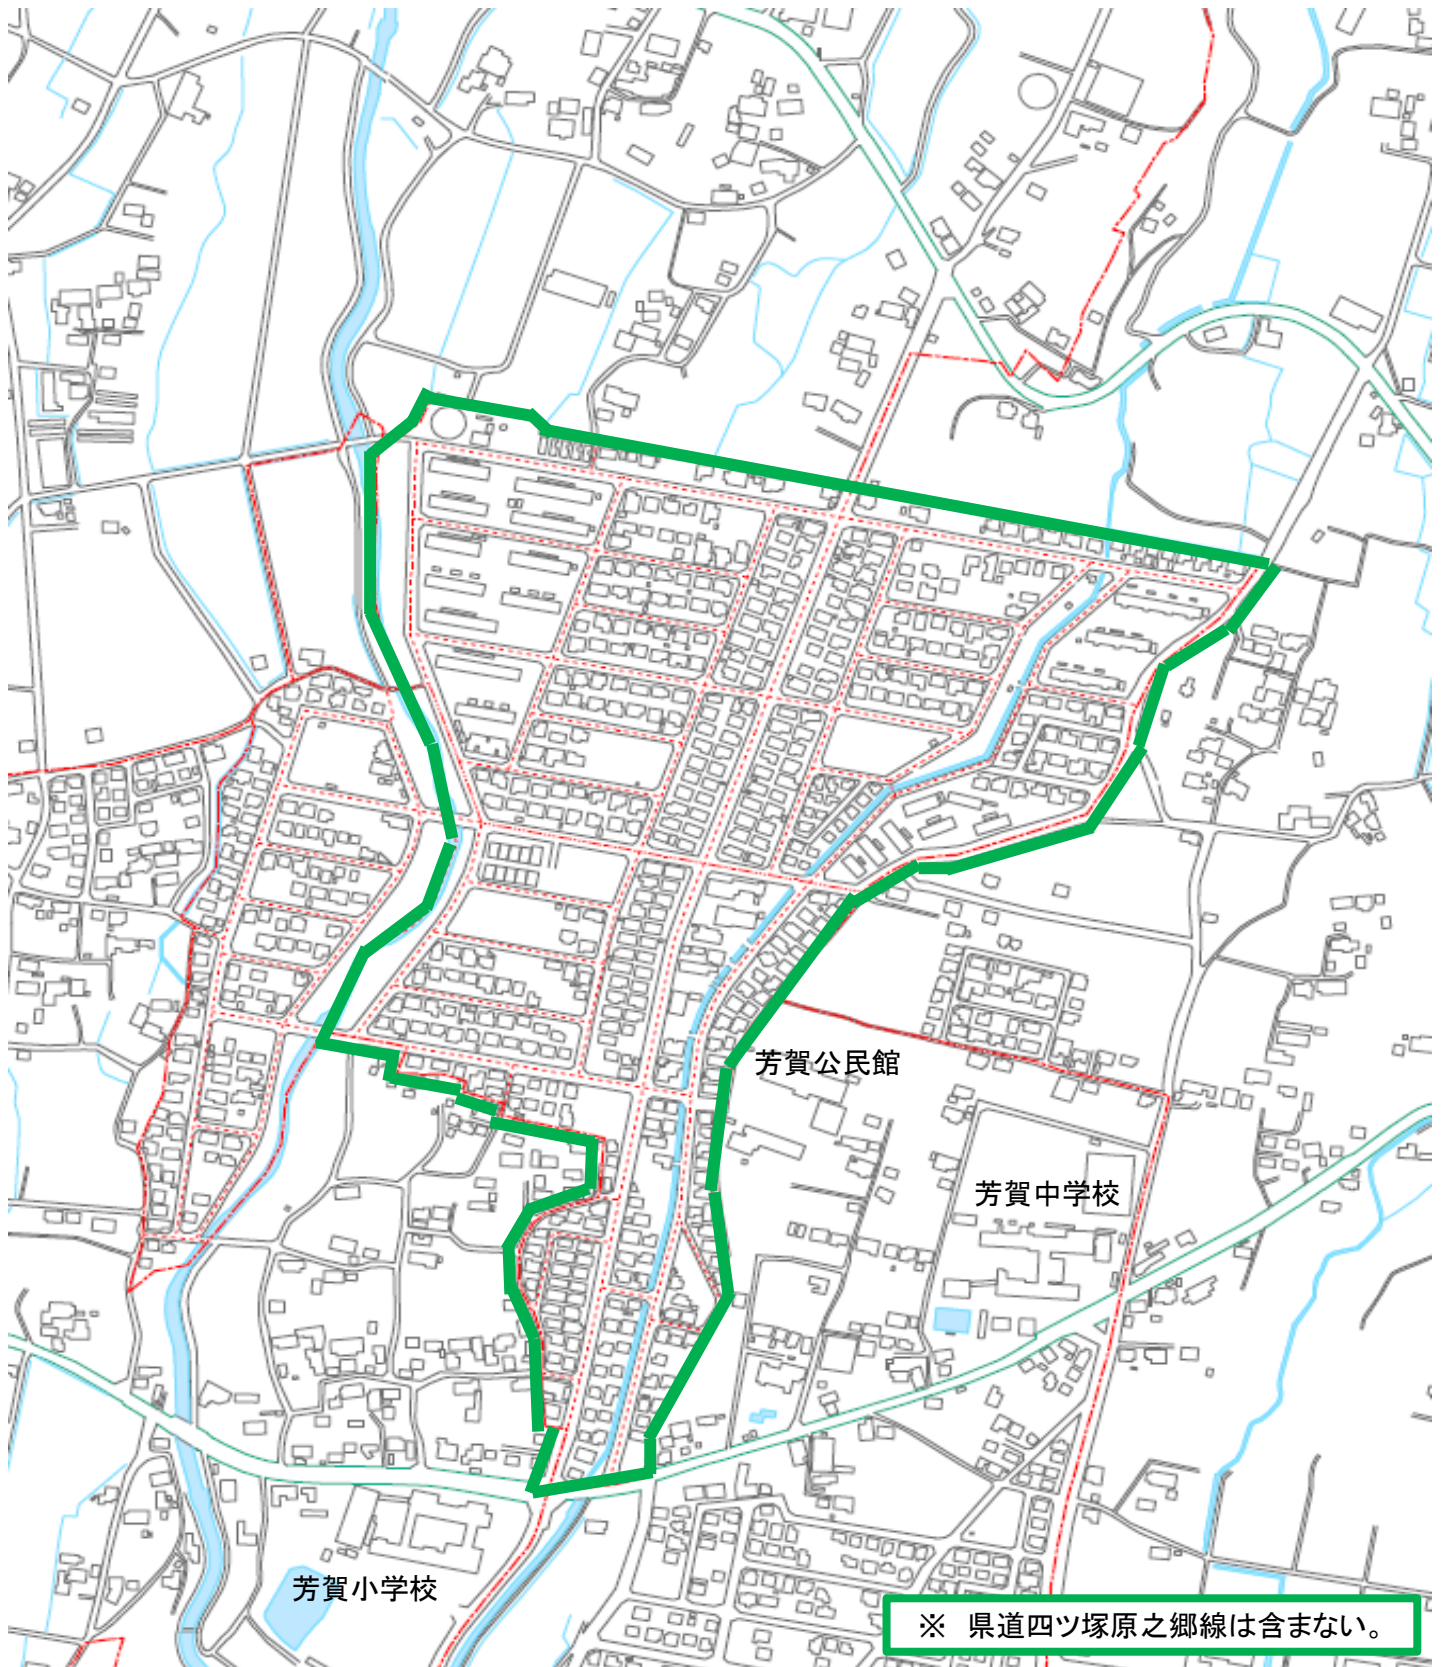 芳賀公民館
芳賀中学校
芳賀小学校
※ 県道四ツ塚原之郷線は含まない。